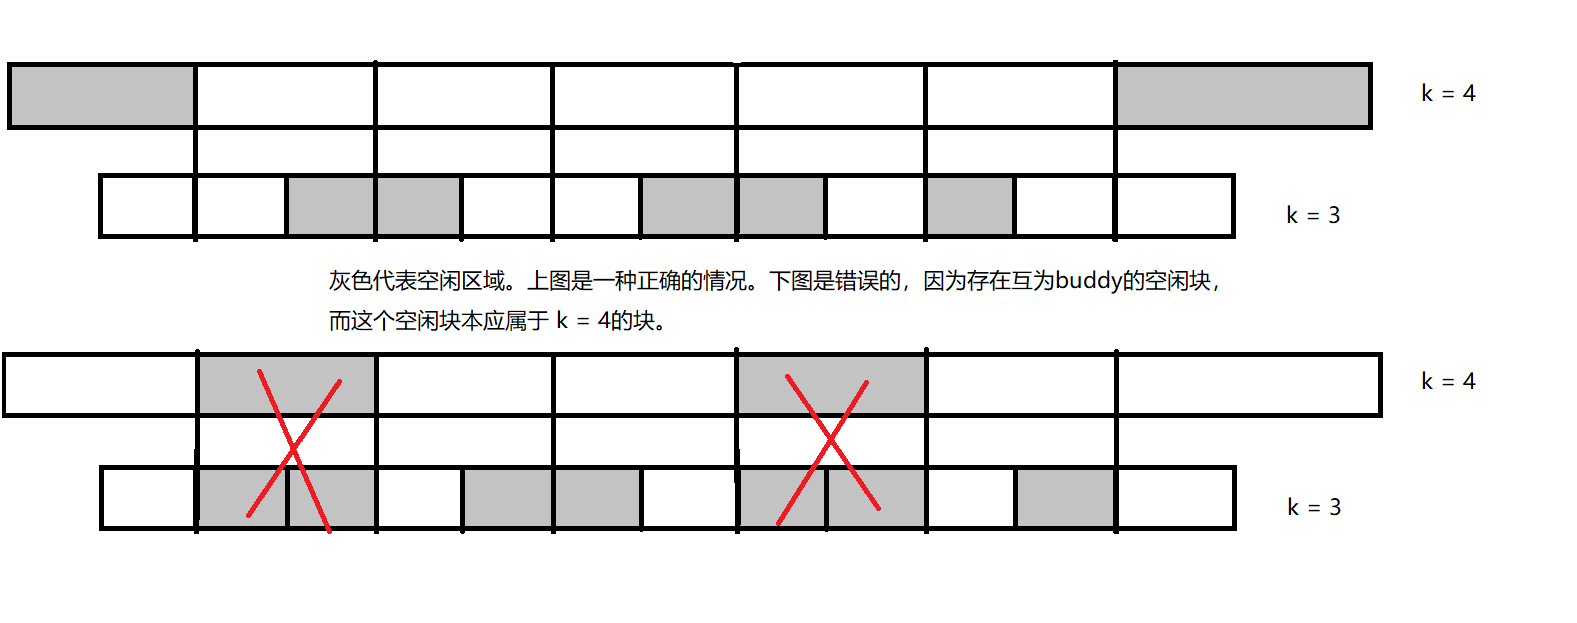 k = 4
k = 3
灰色代表空闲区域。上图是一种正确的情况。下图是错误的，因为存在互为buddy的空闲块，
而这个空闲块本应属于 k = 4的块。
k = 4
k = 3